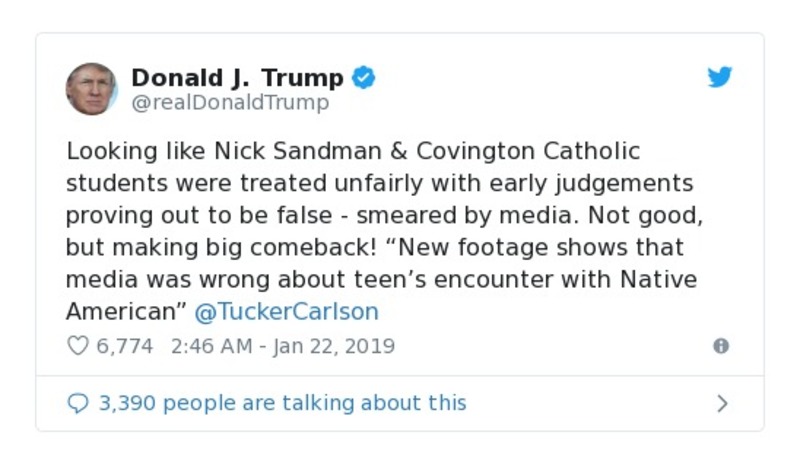 Donald J. Trump
@realDonaldTrump
Looking like Nick Sandman & Covington Catholic
students were treated unfairly with early judgements
proving out to be false - smeared by media. Not good,
but making big comeback! “New footage shows that
media was wrong about teen’s encounter with Native
American” @TuckerCarlson
6,774 2:46 AM - Jan 22, 2019
3,390 people are talking about this